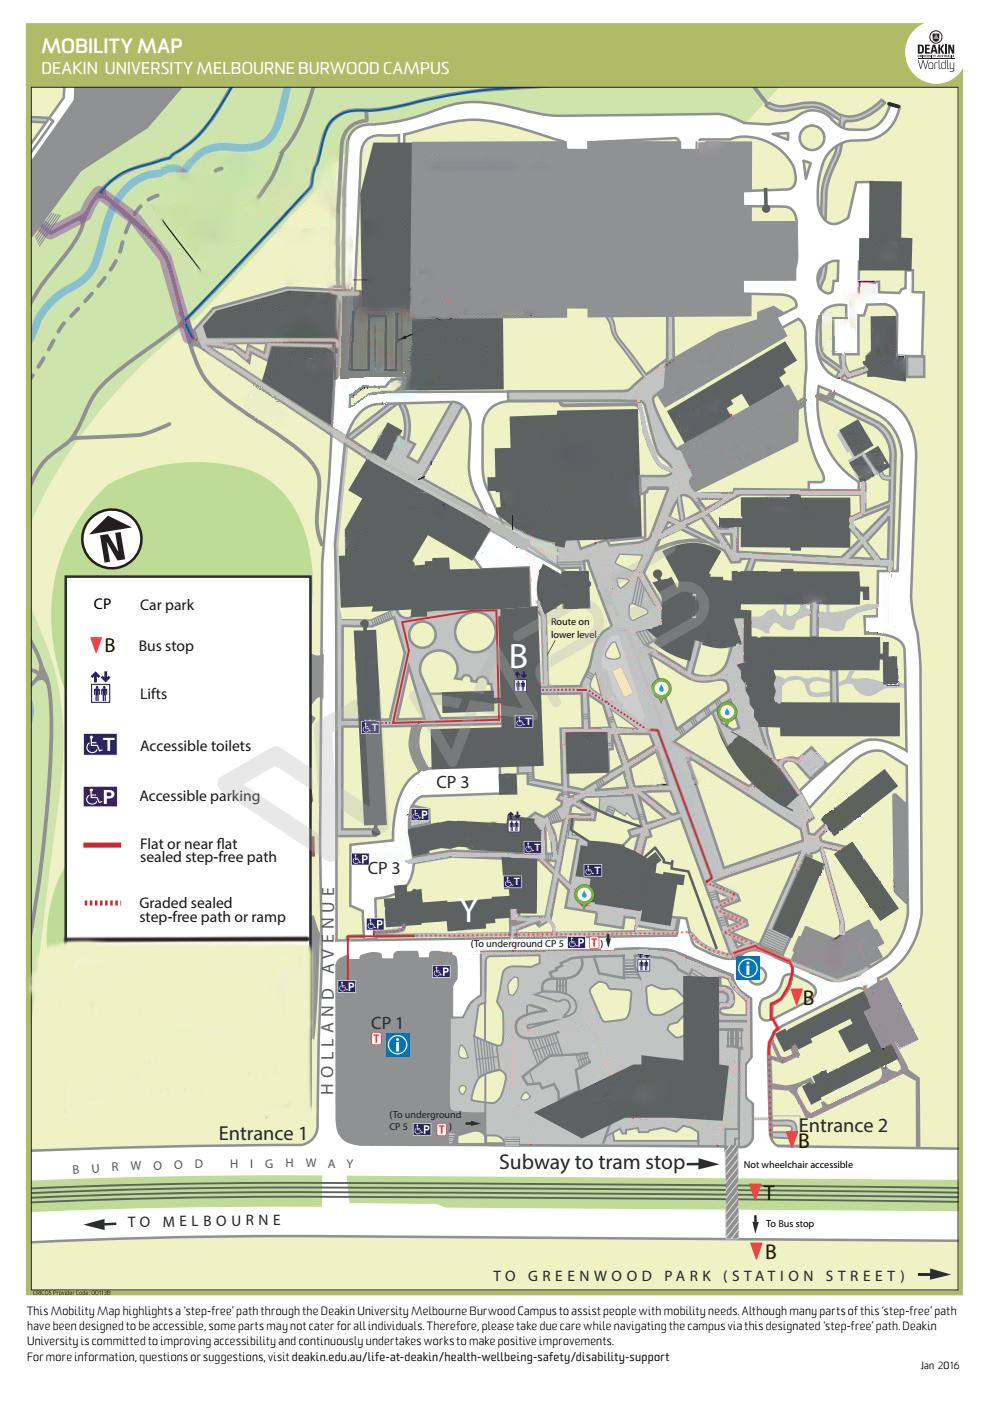 MOBILITY MAP
DEAKIN UNIVERSITY MELBOURNE BURWOOD CAMPUS
DEAKIN
Worldly
N
CP Car park
B Bus stop
Lifts
T Accessible toilets
P Accessible parking
Flat or near flat
sealed step-free path
Graded sealed
step-free path or ramp
Route on
lower level
B
T
T
CP 3
P
P
CP 3
T
T
T
Y
P
(To underground CP 5 P T)
i
P
P
B
CP 1
T i
HOLLAND AVENUE
(To underground
CP 5 P T)
Entrance 1
Entrance 2
B
BURWOOD HIGHWAY
Subway to tram stop
Not wheelchair accessible
T
TO MELBOURNE
To Bus stop
B
TO GREENWOOD PARK (STATION STREET)
CRICOS Provider Code: 00113B
This Mobility Map highlights a 'step-free' path through the Deakin University Melbourne Burwood Campus to assist people with mobility needs. Although many parts of this 'step-free' path
have been designed to be accessible, some parts may not cater for all individuals. Therefore, please take due care while navigating the campus via this designated 'step-free' path. Deakin
University is committed to improving accessibility and continuously undertakes works to make positive improvements.
For more information, questions or suggestions, visit deakin.edu.au/life-at-deakin/health-wellbeing-safety/disability-support
Jan 2016